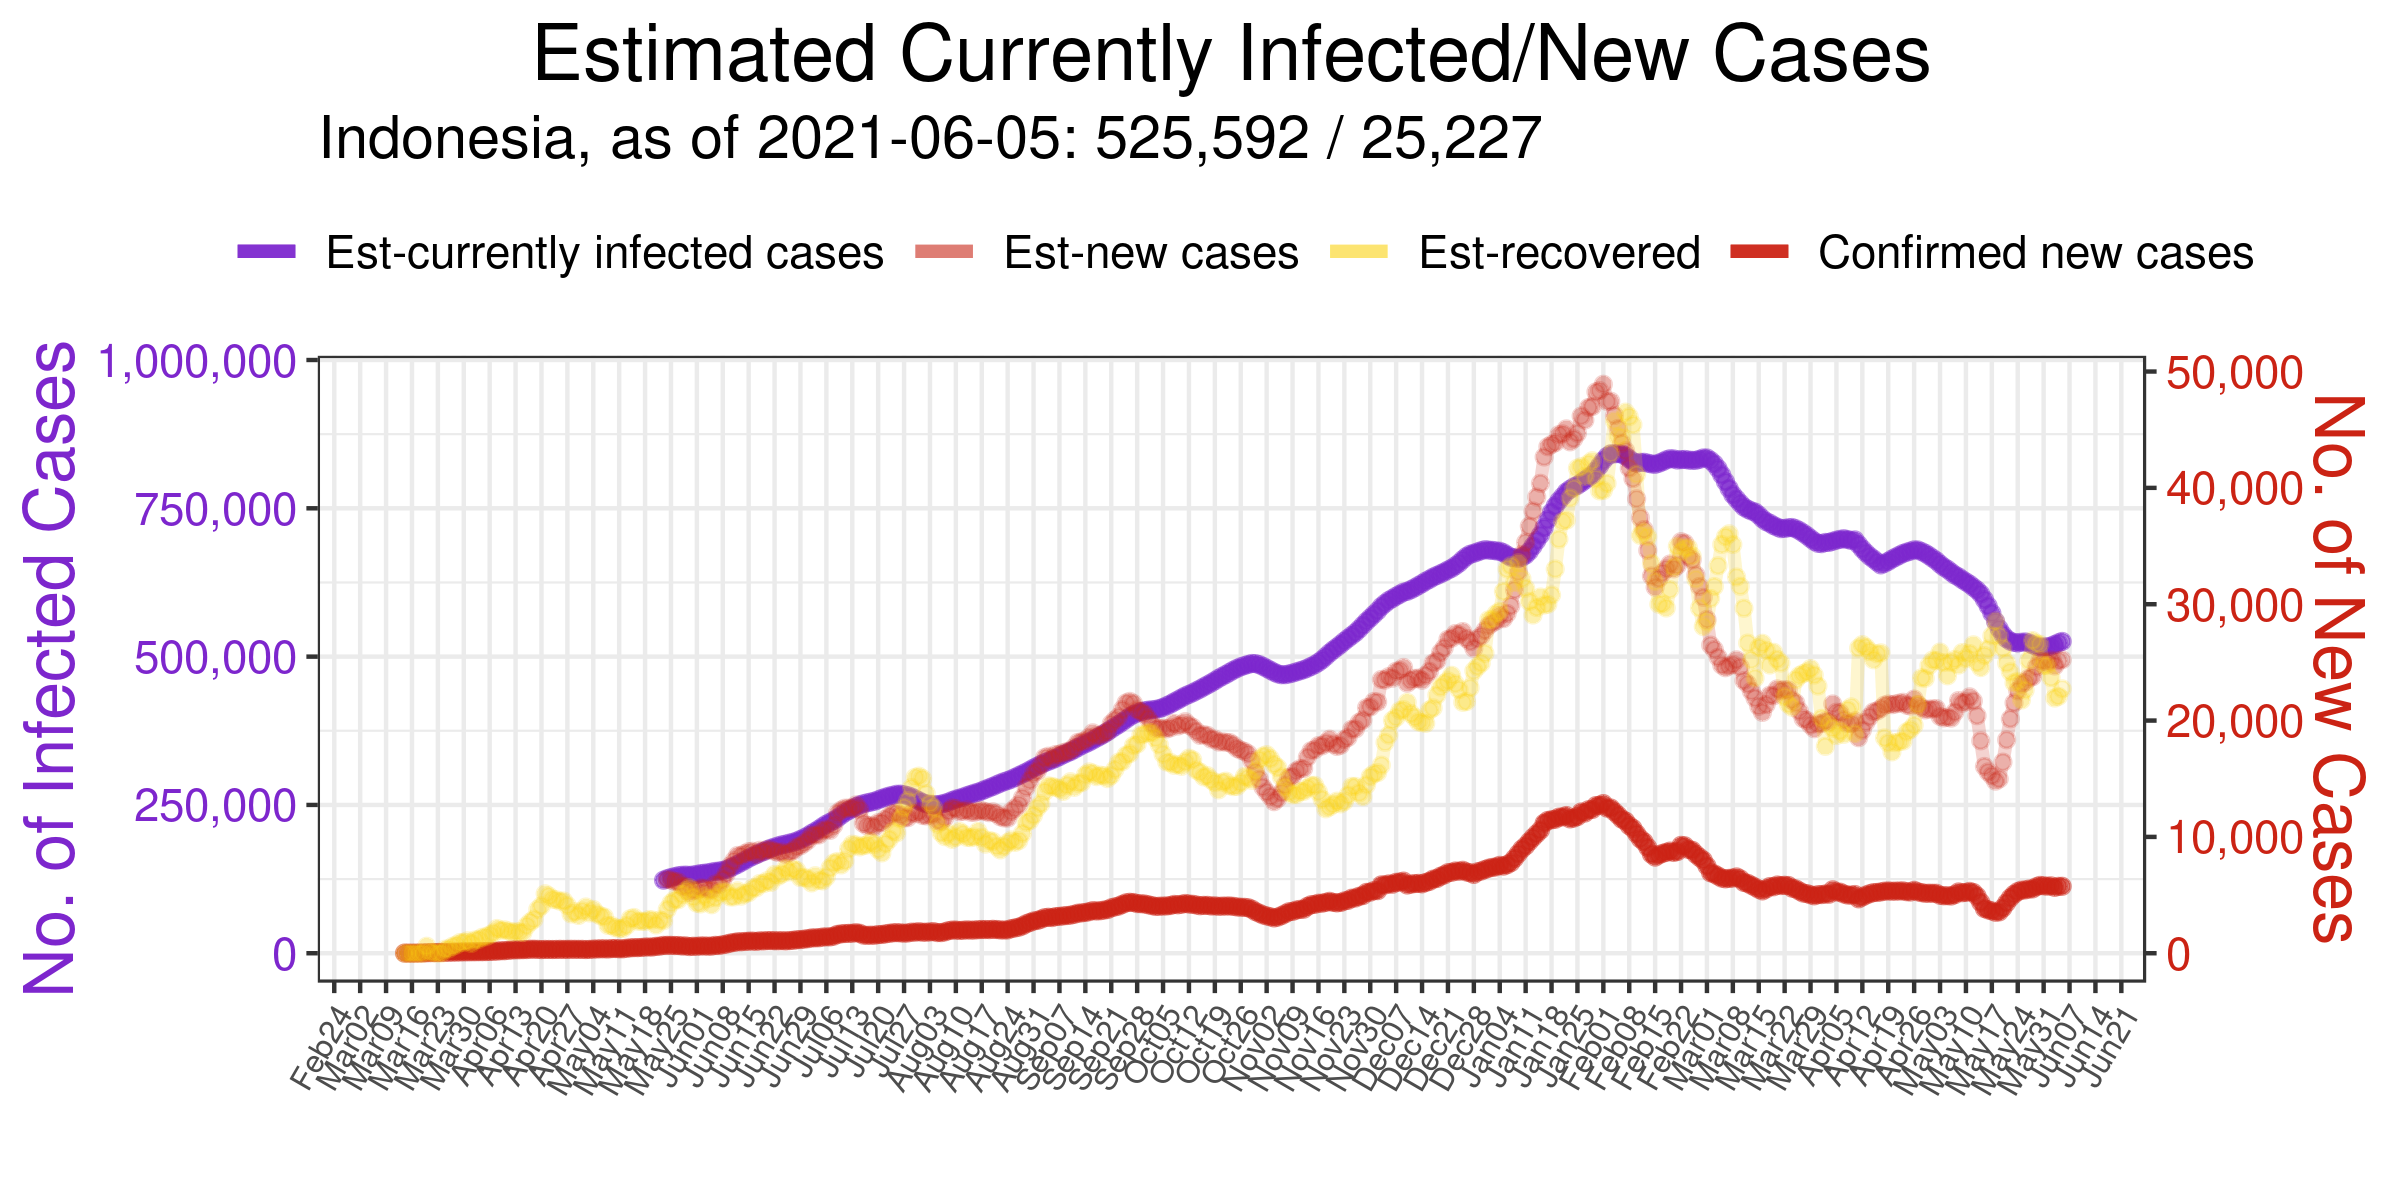 Estimated Currently Infected/New Cases
Indonesia, as of 2021-06-05: 525,592 / 25,227
Est-currently infected cases Est-new cases Est-recovered Confirmed new cases
No. of Infected Cases
1,000,000
750,000
500,000
250,000
0
50,000
40,000
30,000
20,000
10,000
0
No. of New Cases
Feb24 Mar02 Mar09 Mar16 Mar23 Mar30 Apr06 Apr13 Apr20 Apr27 May04 May11 May18 May25 Jun01 Jun08 Jun15 Jun22 Jun29 Jul06 Jul13 Jul20 Jul27 Aug03 Aug10 Aug17 Aug24 Aug31 Sep07 Sep14 Sep21 Sep28 Oct05 Oct12 Oct19 Oct26 Nov02 Nov09 Nov16 Nov23 Nov30 Dec07 Dec14 Dec21 Dec28 Jan04 Jan11 Jan18 Jan25 Feb01 Feb08 Feb15 Feb22 Mar01 Mar08 Mar15 Mar22 Mar29 Apr05 Apr12 Apr19 Apr26 May03 May10 May17 May24 May31 Jun07 Jun14 Jun21